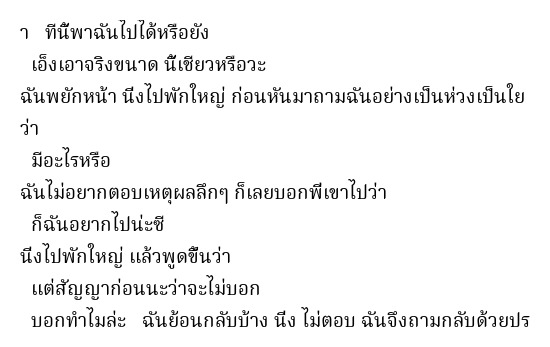 า   ทีนี้พาฉันไปได้หรือยัง
เอ็งเอาจริงขนาด นี้เชียวหรือวะ
ฉันพยักหน้า นึงไปพักใหญ่ ก่อนหันมาถามฉันอย่างเป็นห่วงเป็นใย
ว่า
มีอะไรหรือ
ฉันไม่อยากตอบเหตุผลลึกๆ ก็เลยบอกพี่เขาไปว่า
ก็ฉันอยากไปน่ะซี
นึงไปพักใหญ่ แล้วพูดขึ้นว่า
แต่สัญญาก่อนนะว่าจะไม่บอก
บอกทำไมล่ะ   ฉันย้อนกลับบ้าง นึง ไม่ตอบ ฉันจึงถามกลับด้วยปร